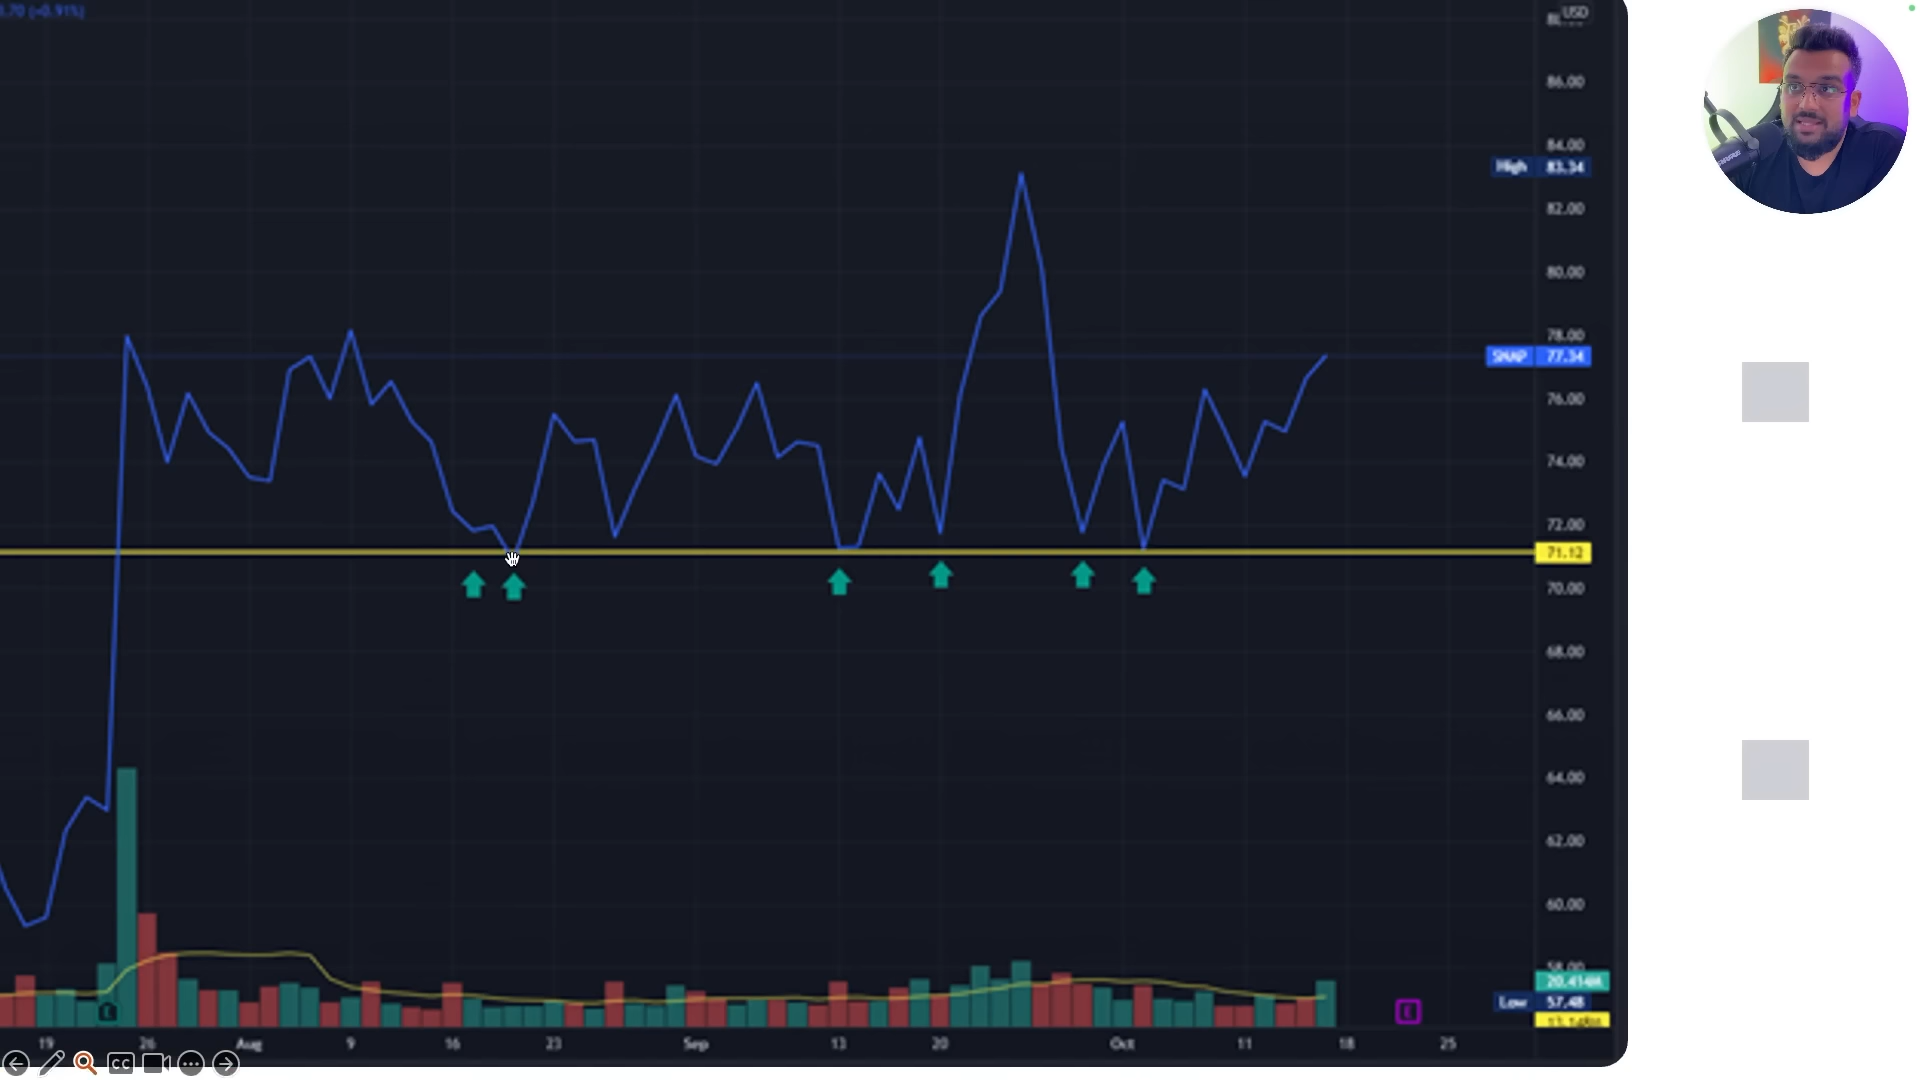 (+0.91%)
USD
86.00
84.00
High 83.34
82.00
80.00
78.00
SNAP 77.34
76.00
74.00
72.00
71.12
70.00
68.00
66.00
64.00
62.00
60.00
58.00
20.414M
Low 57.48
E
E
19 26 Aug 9 16 23 Sep 13 20 Oct 11 18 25
CC